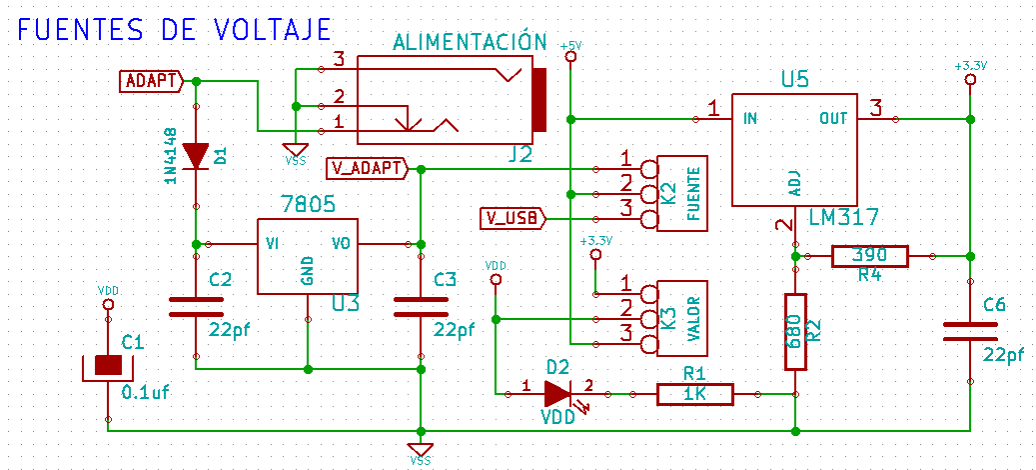 FUENTES DE VOLTAJE
ALIMENTACIÓN
+5V
+3.3V
ADAPT
3
2
1
J2
VSS
1N4148
D1
U5
1
IN
OUT
3
ADJ
2
LM317
V_ADAPT
V_USB
1
2
3
K2
FUENTE
7805
VI
VO
GND
U3
C2
22pf
C3
22pf
VDD
C1
0.1uf
+3.3V
VDD
1
2
3
K3
VALOR
390
R4
680
R2
C6
22pf
D2
1
2
VDD
R1
1K
VSS